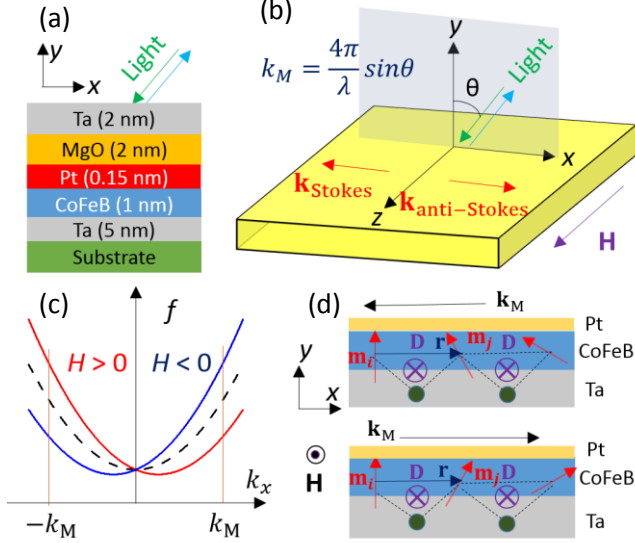 (a)
y
x
Light
Ta (2 nm)
MgO (2 nm)
Pt (0.15 nm)
CoFeB (1 nm)
Ta (5 nm)
Substrate
(b)
k_M = 4π/λ sinθ
y
θ
Light
x
k_Stokes
k_anti−Stokes
z
H
(c)
f
H > 0
H < 0
k_x
−k_M
k_M
(d)
k_M
Pt
D
D
m_i
r
m_j
CoFeB
y
x
Ta
k_M
Pt
H
D
D
m_i
r
m_j
CoFeB
Ta